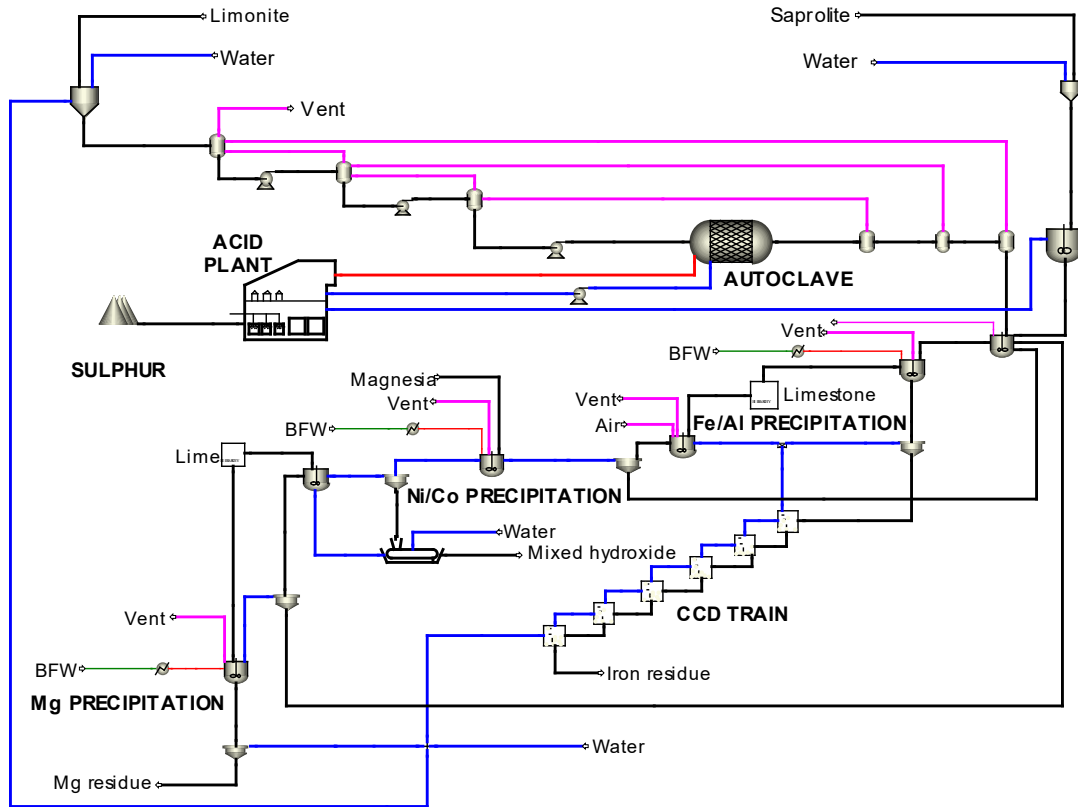 Limonite
Saprolite
Water
Water
Vent
ACID
PLANT
AUTOCLAVE
SULPHUR
Vent
BFW
Magnesia
Limestone
Vent
Vent
Air
Fe/Al PRECIPITATION
BFW
Lime
Ni/Co PRECIPITATION
Water
Mixed hydroxide
CCD TRAIN
Vent
BFW
Iron residue
Mg PRECIPITATION
Water
Mg residue